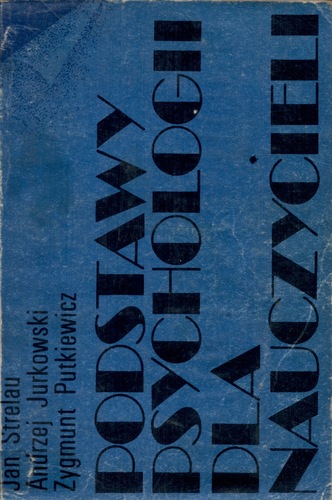 Jan Strelau
Andrzej Jurkowski
Zygmunt Putkiewicz
PODSTAWY
PSYCHOLOGII
DLA
NAUCZYCIELI